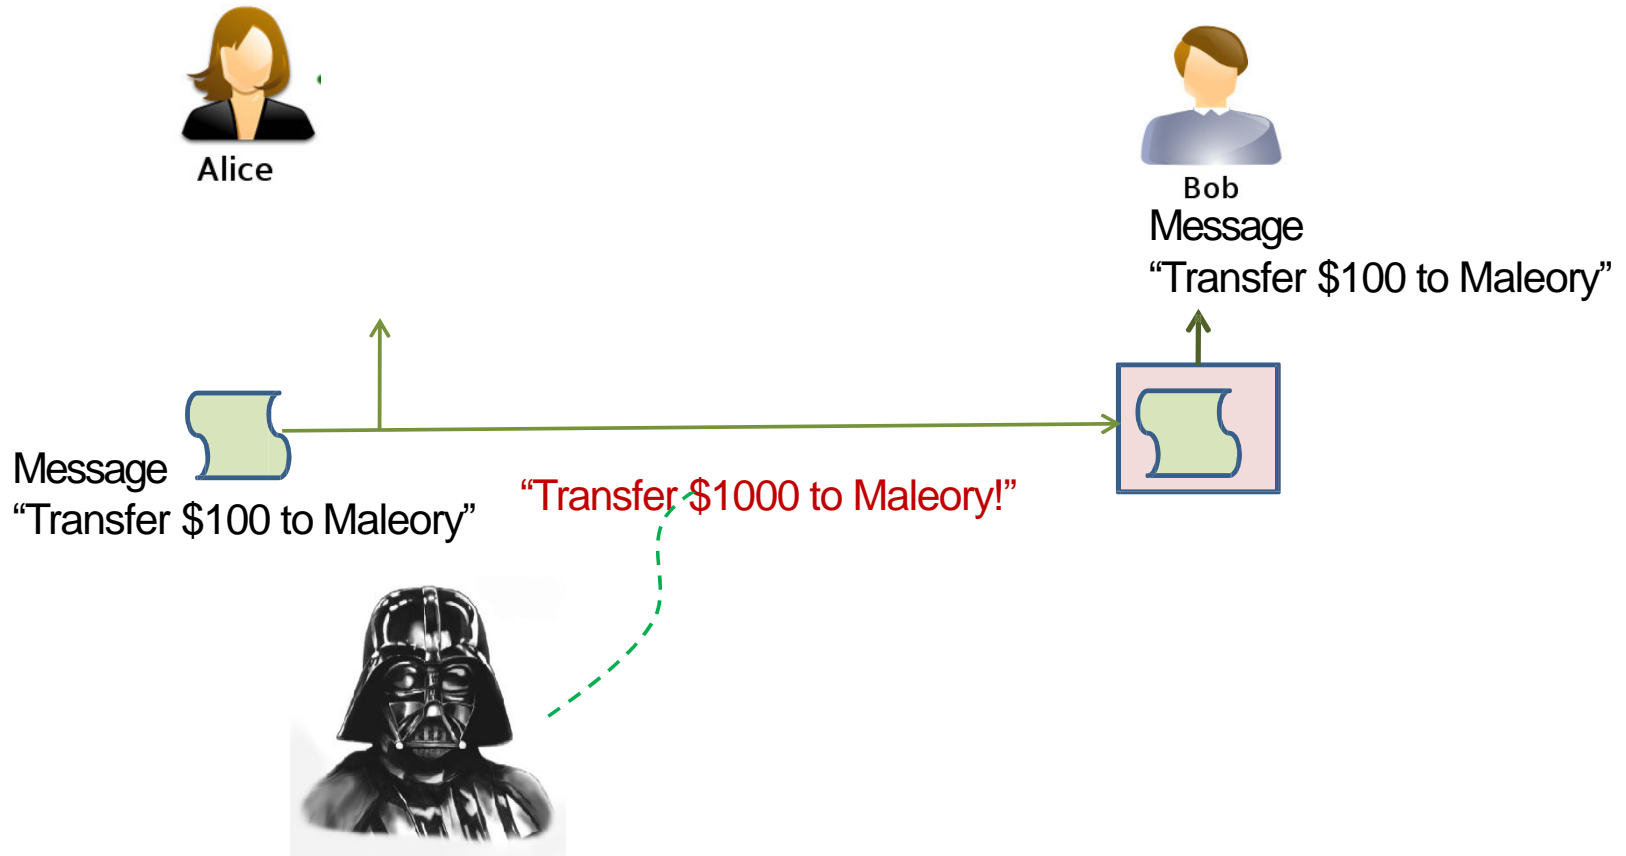 Alice
Bob
Message
“Transfer $100 to Maleory”
Message
“Transfer $100 to Maleory”
“Transfer $1000 to Maleory!”